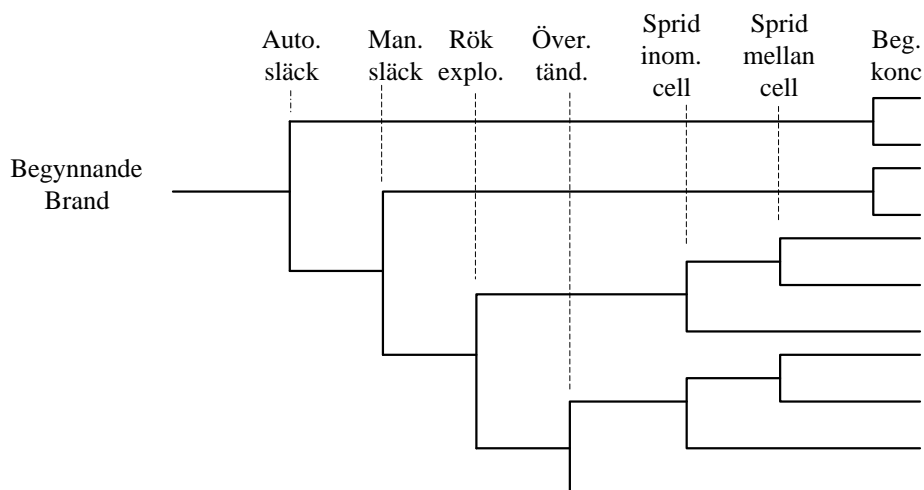 Auto.
släck
Man.
släck
Rök
explo.
Över.
tänd.
Sprid
inom.
cell
Sprid
mellan
cell
Beg.
konc
Begynnande
Brand